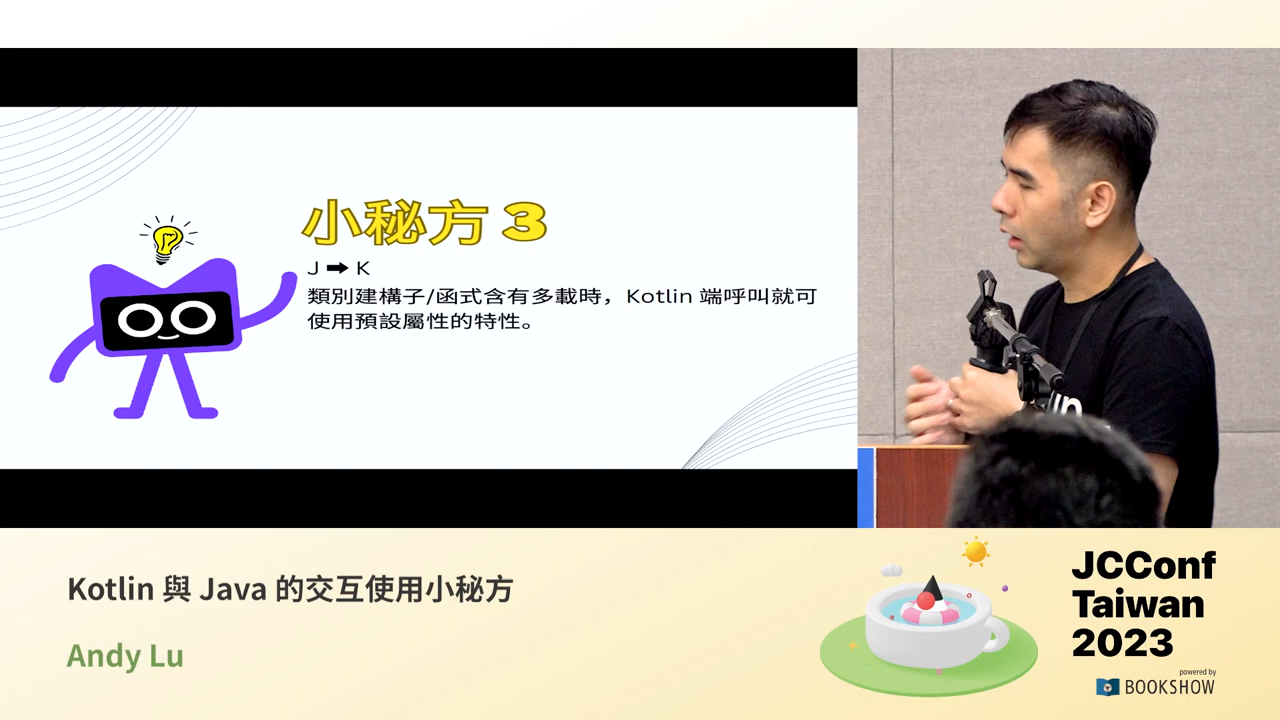 小秘方 3
J ➡ K
類別建構子/函式含有多載時，Kotlin 端呼叫就可
使用預設屬性的特性。
Kotlin 與 Java 的交互使用小秘方
Andy Lu
JCConf
Taiwan
2023
powered by
BOOKSHOW